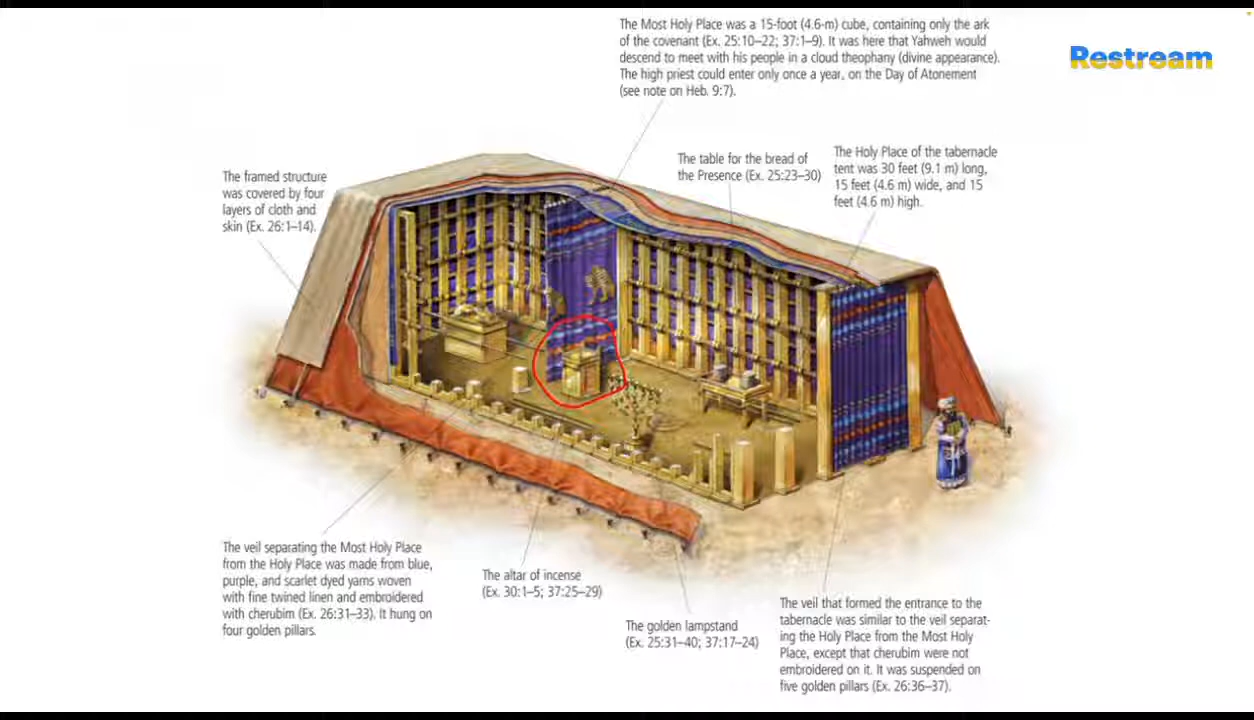 The Most Holy Place was a 15-foot (4.6-m) cube, containing only the ark
of the covenant (Ex. 25:10–22; 37:1–9). It was here that Yahweh would
descend to meet with his people in a cloud theophany (divine appearance).
The high priest could enter only once a year, on the Day of Atonement
(see note on Heb. 9:7).
Restream
The table for the bread of
the Presence (Ex. 25:23–30)
The Holy Place of the tabernacle
tent was 30 feet (9.1 m) long,
15 feet (4.6 m) wide, and 15
feet (4.6 m) high.
The framed structure
was covered by four
layers of cloth and
skin (Ex. 26:1–14).
The veil separating the Most Holy Place
from the Holy Place was made from blue,
purple, and scarlet dyed yarns woven
with fine twined linen and embroidered
with cherubim (Ex. 26:31–33). It hung on
four golden pillars.
The altar of incense
(Ex. 30:1–5; 37:25–29)
The golden lampstand
(Ex. 25:31–40; 37:17–24)
The veil that formed the entrance to the
tabernacle was similar to the veil separat-
ing the Holy Place from the Most Holy
Place, except that cherubim were not
embroidered on it. It was suspended on
five golden pillars (Ex. 26:36–37).